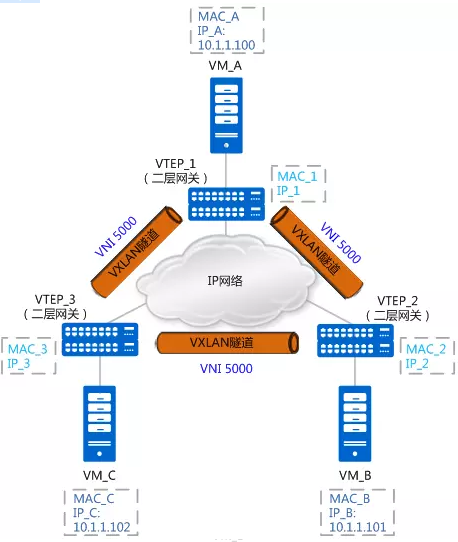 MAC_A
IP_A:
10.1.1.100
VM_A
VTEP_1
（二层网关）
MAC_1
IP_1
VNI 5000
VXLAN隧道
VNI 5000
VXLAN隧道
IP网络
VTEP_3
（二层网关）
VTEP_2
（二层网关）
MAC_3
IP_3
VXLAN隧道
VNI 5000
MAC_2
IP_2
VM_C
VM_B
MAC_C
IP_C:
10.1.1.102
MAC_B
IP_B:
10.1.1.101